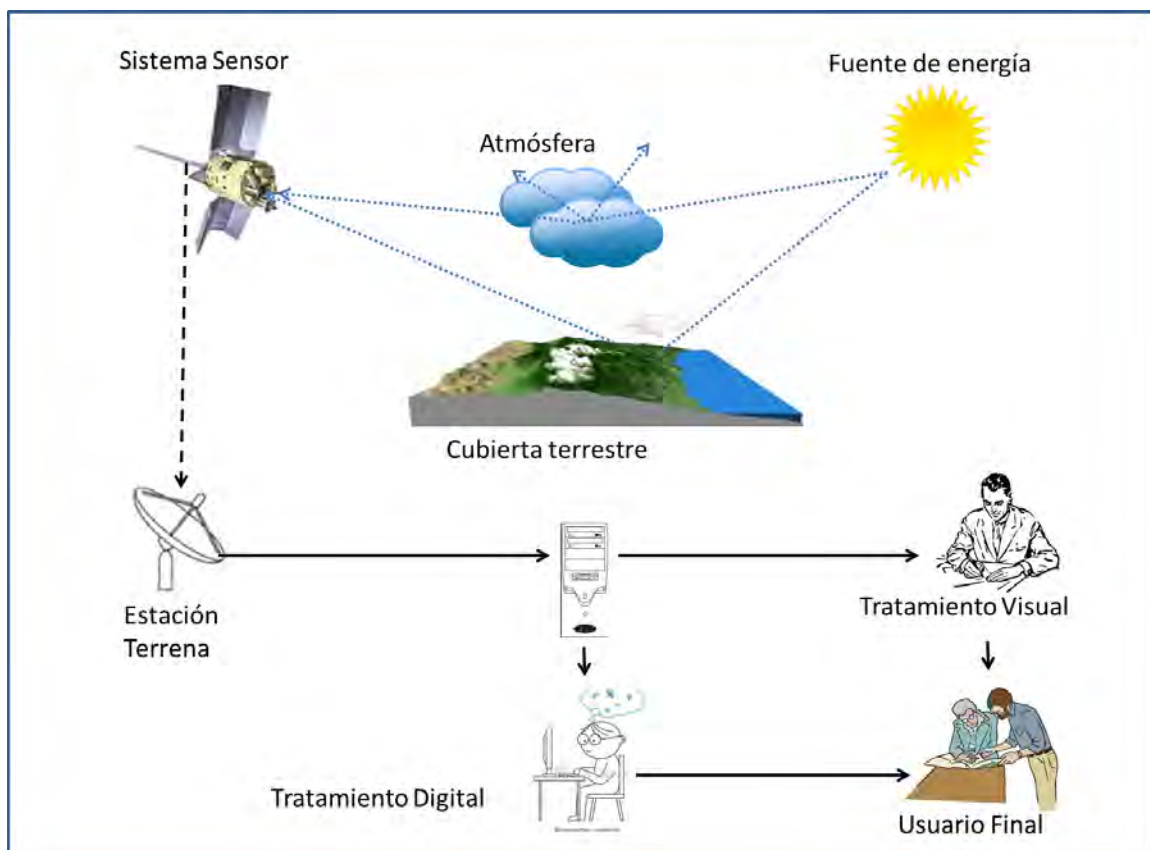 Sistema Sensor
Fuente de energía
Atmósfera
Cubierta terrestre
Estación
Terrena
Tratamiento Visual
Tratamiento Digital
Usuario Final